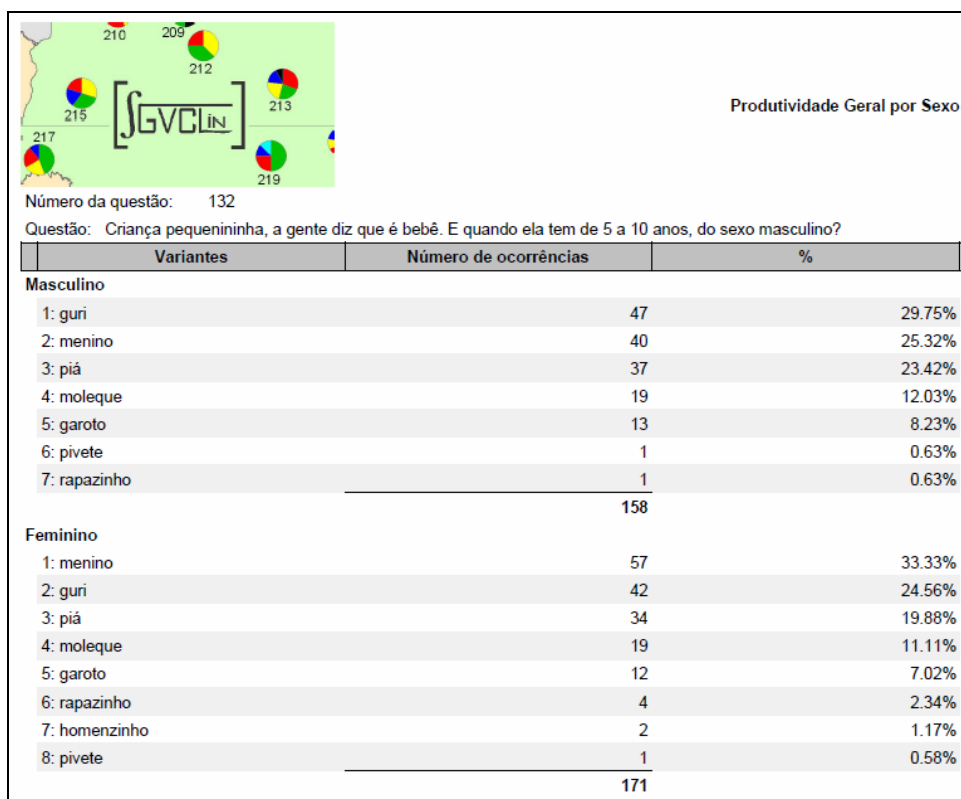 210
209
212
213
215
[∫GVCLIN]
217
219
Produtividade Geral por Sexo
Número da questão: 132
Questão: Criança pequenininha, a gente diz que é bebê. E quando ela tem de 5 a 10 anos, do sexo masculino?
Variantes Número de ocorrências %
Masculino
1: guri 47 29.75%
2: menino 40 25.32%
3: piá 37 23.42%
4: moleque 19 12.03%
5: garoto 13 8.23%
6: pivete 1 0.63%
7: rapazinho 1 0.63%
158
Feminino
1: menino 57 33.33%
2: guri 42 24.56%
3: piá 34 19.88%
4: moleque 19 11.11%
5: garoto 12 7.02%
6: rapazinho 4 2.34%
7: homenzinho 2 1.17%
8: pivete 1 0.58%
171